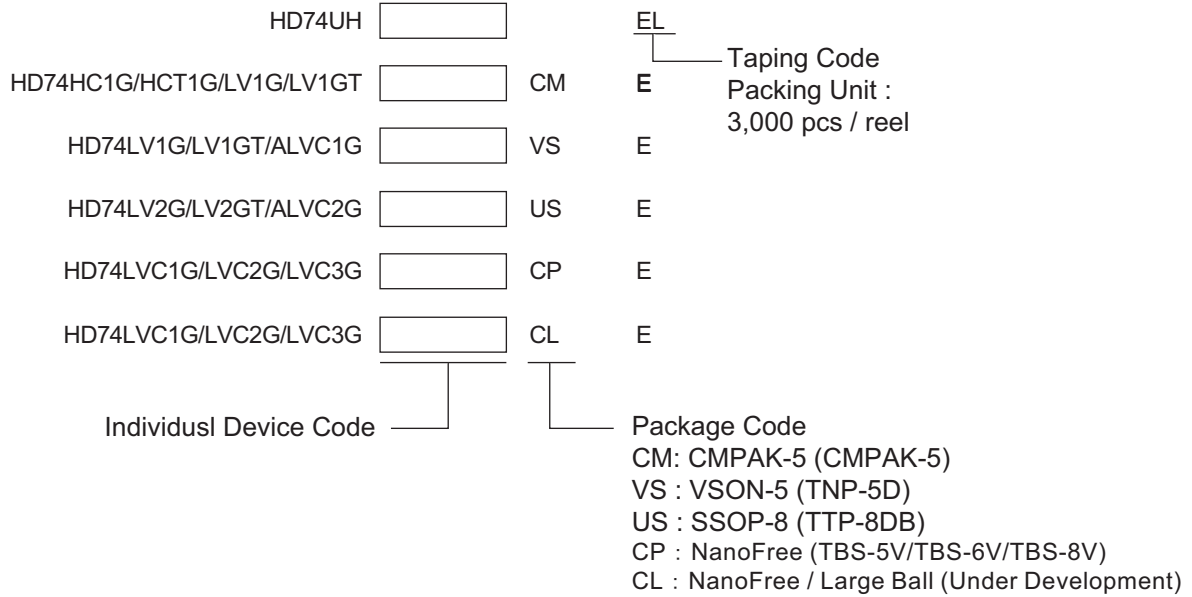 HD74UH EL
Taping Code
HD74HC1G/HCT1G/LV1G/LV1GT CM E
Packing Unit :
3,000 pcs / reel
HD74LV1G/LV1GT/ALVC1G VS E
HD74LV2G/LV2GT/ALVC2G US E
HD74LVC1G/LVC2G/LVC3G CP E
HD74LVC1G/LVC2G/LVC3G CL E
Individusl Device Code
Package Code
CM: CMPAK-5 (CMPAK-5)
VS : VSON-5 (TNP-5D)
US : SSOP-8 (TTP-8DB)
CP : NanoFree (TBS-5V/TBS-6V/TBS-8V)
CL : NanoFree / Large Ball (Under Development)